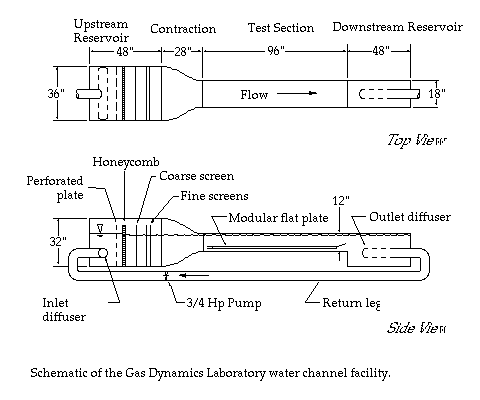 Upstream
Reservoir
Contraction
Test Section
Downstream Reservoir
48"
28"
96"
48"
36"
Flow
18"
Top View
Honeycomb
Perforated
plate
Coarse screen
Fine screens
12"
Modular flat plate
Outlet diffuser
32"
Inlet
diffuser
3/4 Hp Pump
Return leg
Side View
Schematic of the Gas Dynamics Laboratory water channel facility.